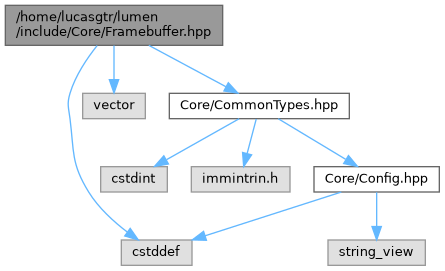 /home/lucasgtr/lumen
/include/Core/Framebuffer.hpp
vector
Core/CommonTypes.hpp
cstdint
immintrin.h
Core/Config.hpp
cstddef
string_view